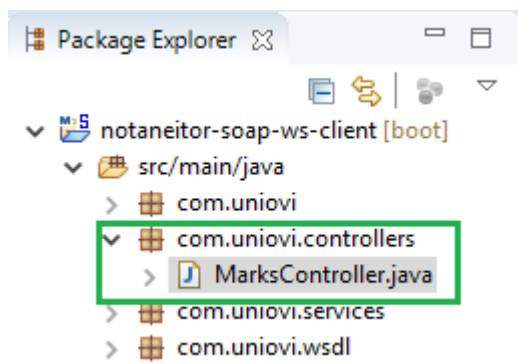 Package Explorer
M S
notaneitor-soap-ws-client [boot]
src/main/java
com.uniovi
com.uniovi.controllers
J MarksController.java
com.uniovi.services
com.uniovi.wsdl